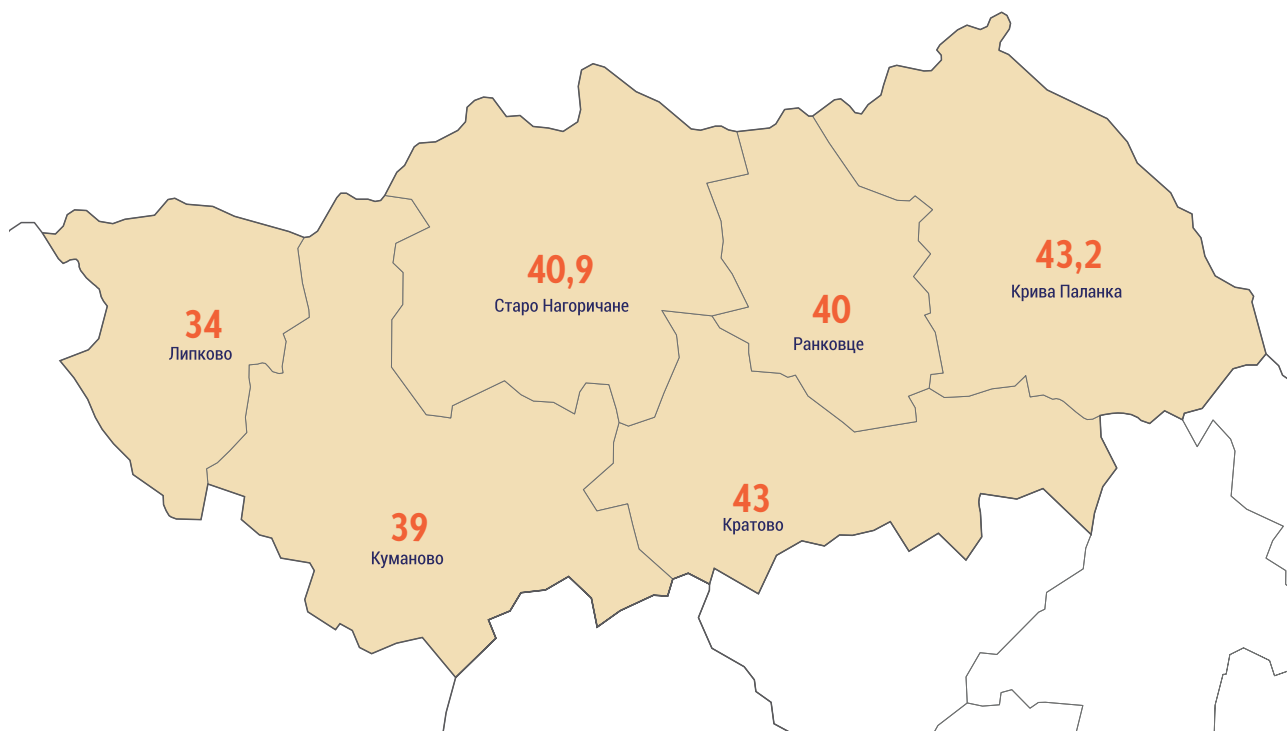 43,2
Крива Паланка
40,9
Старо Нагоричане
40
Ранковце
34
Липково
43
Кратово
39
Куманово